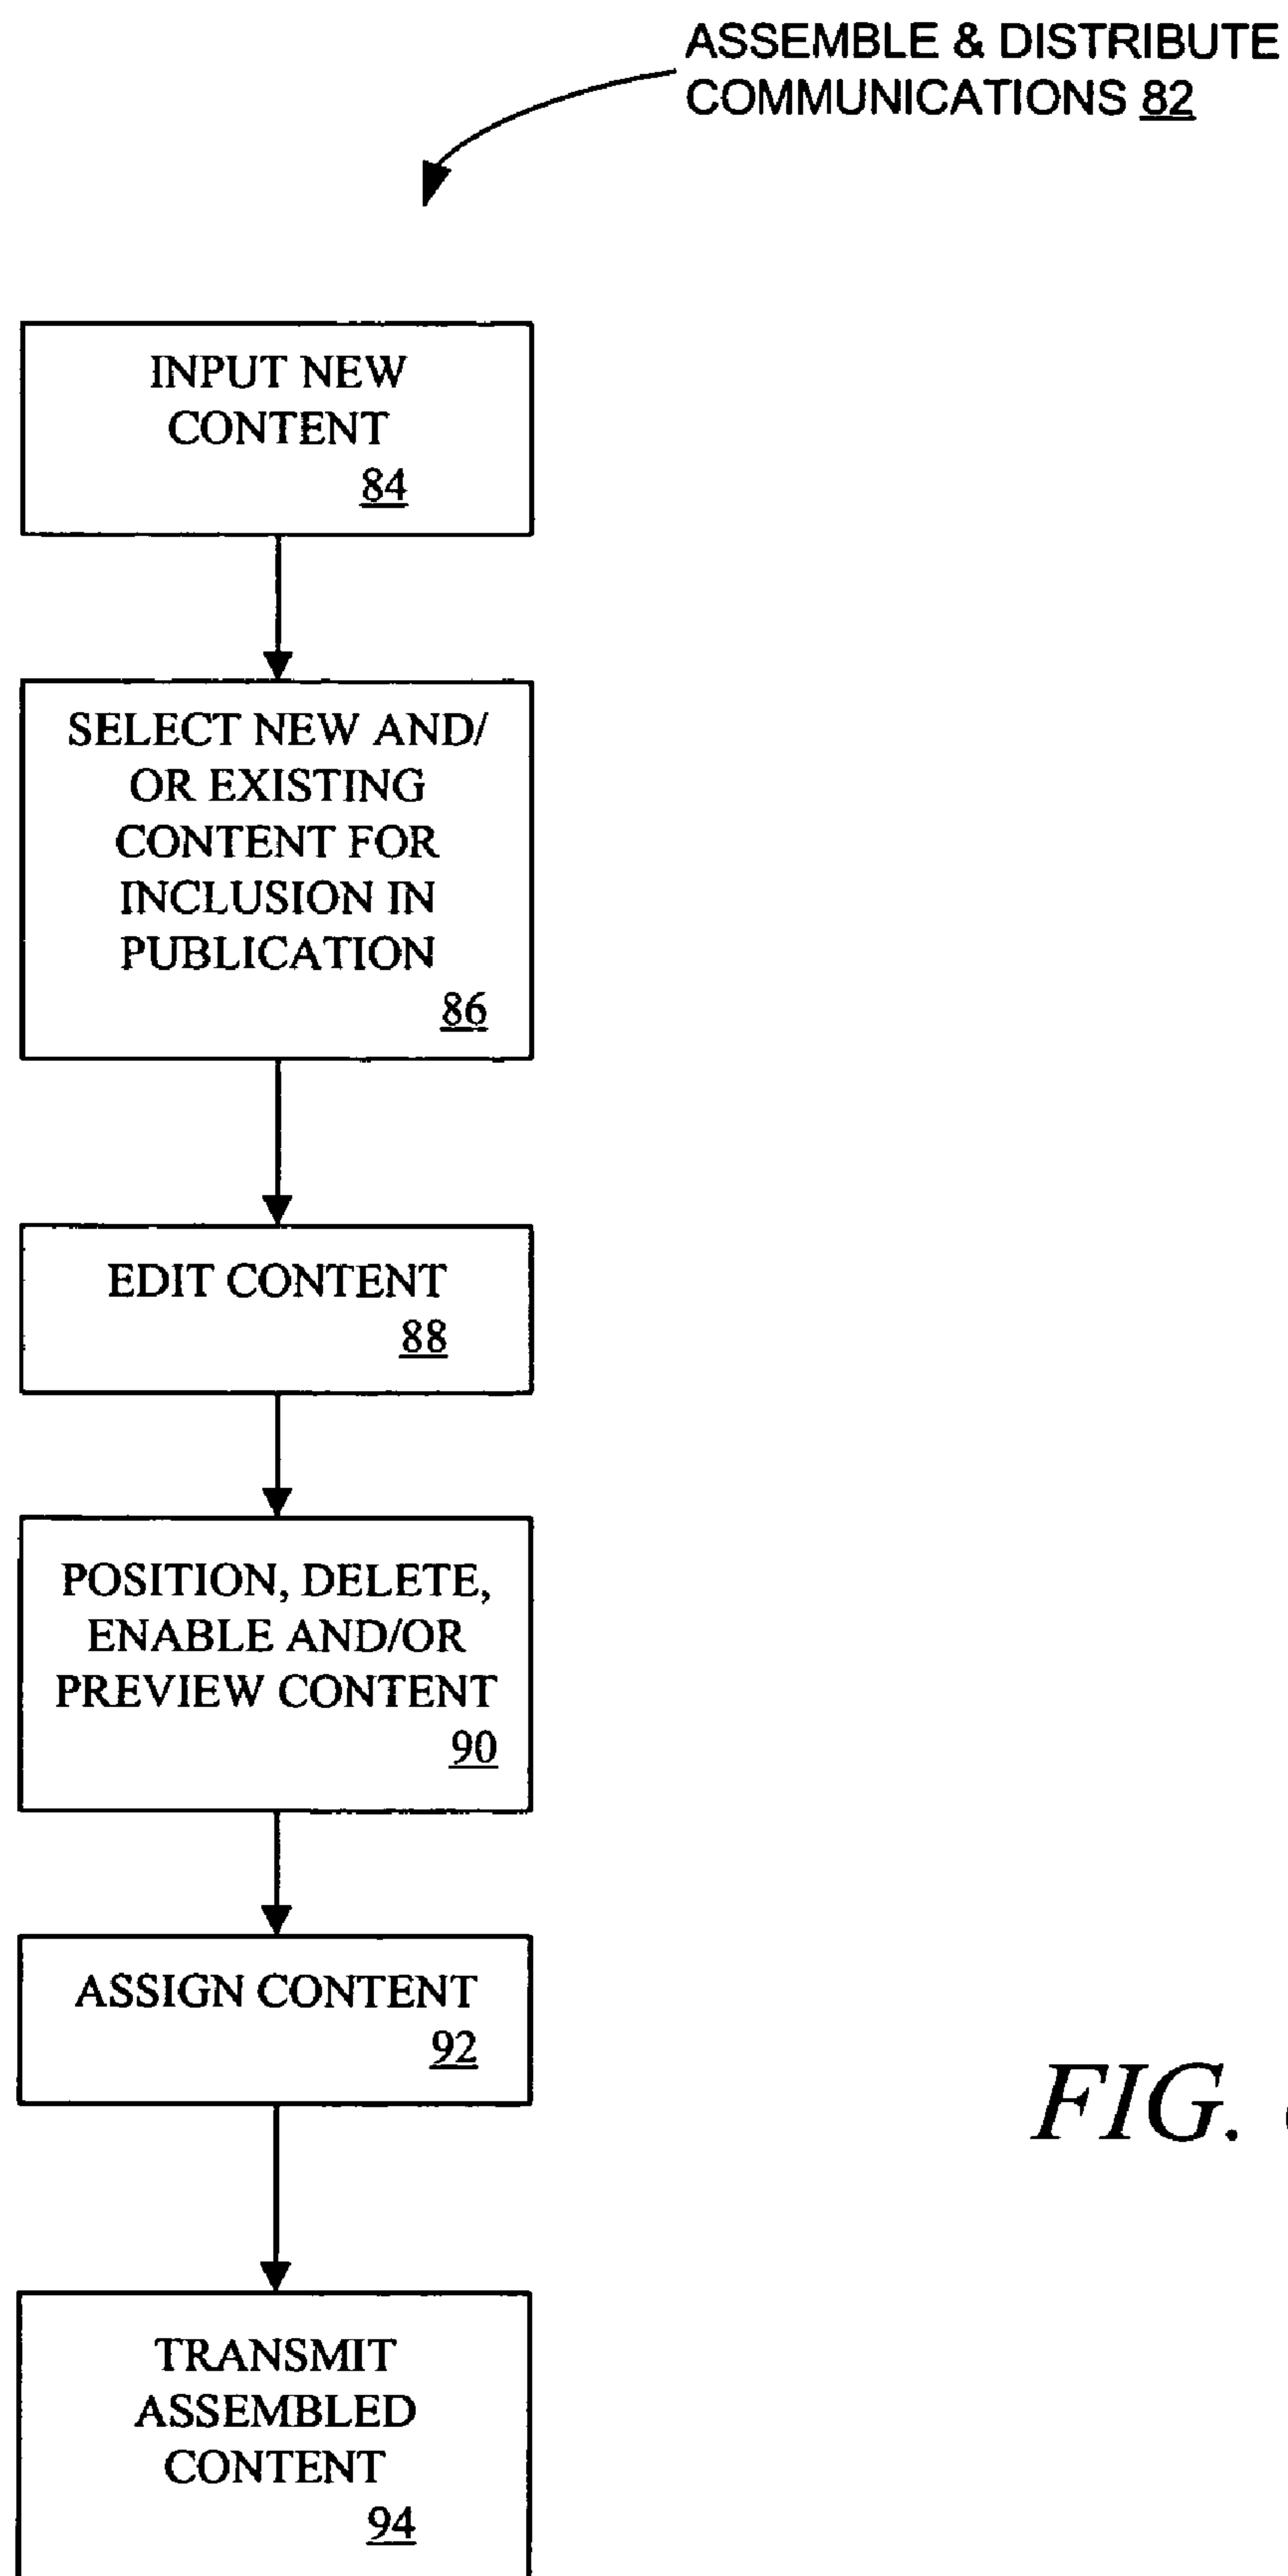 ASSEMBLE & DISTRIBUTE
COMMUNICATIONS 82
INPUT NEW
CONTENT
84
SELECT NEW AND/
OR EXISTING
CONTENT FOR
INCLUSION IN
PUBLICATION
86
EDIT CONTENT
88
POSITION, DELETE,
ENABLE AND/OR
PREVIEW CONTENT
90
ASSIGN CONTENT
92
FIG.
TRANSMIT
ASSEMBLED
CONTENT
94